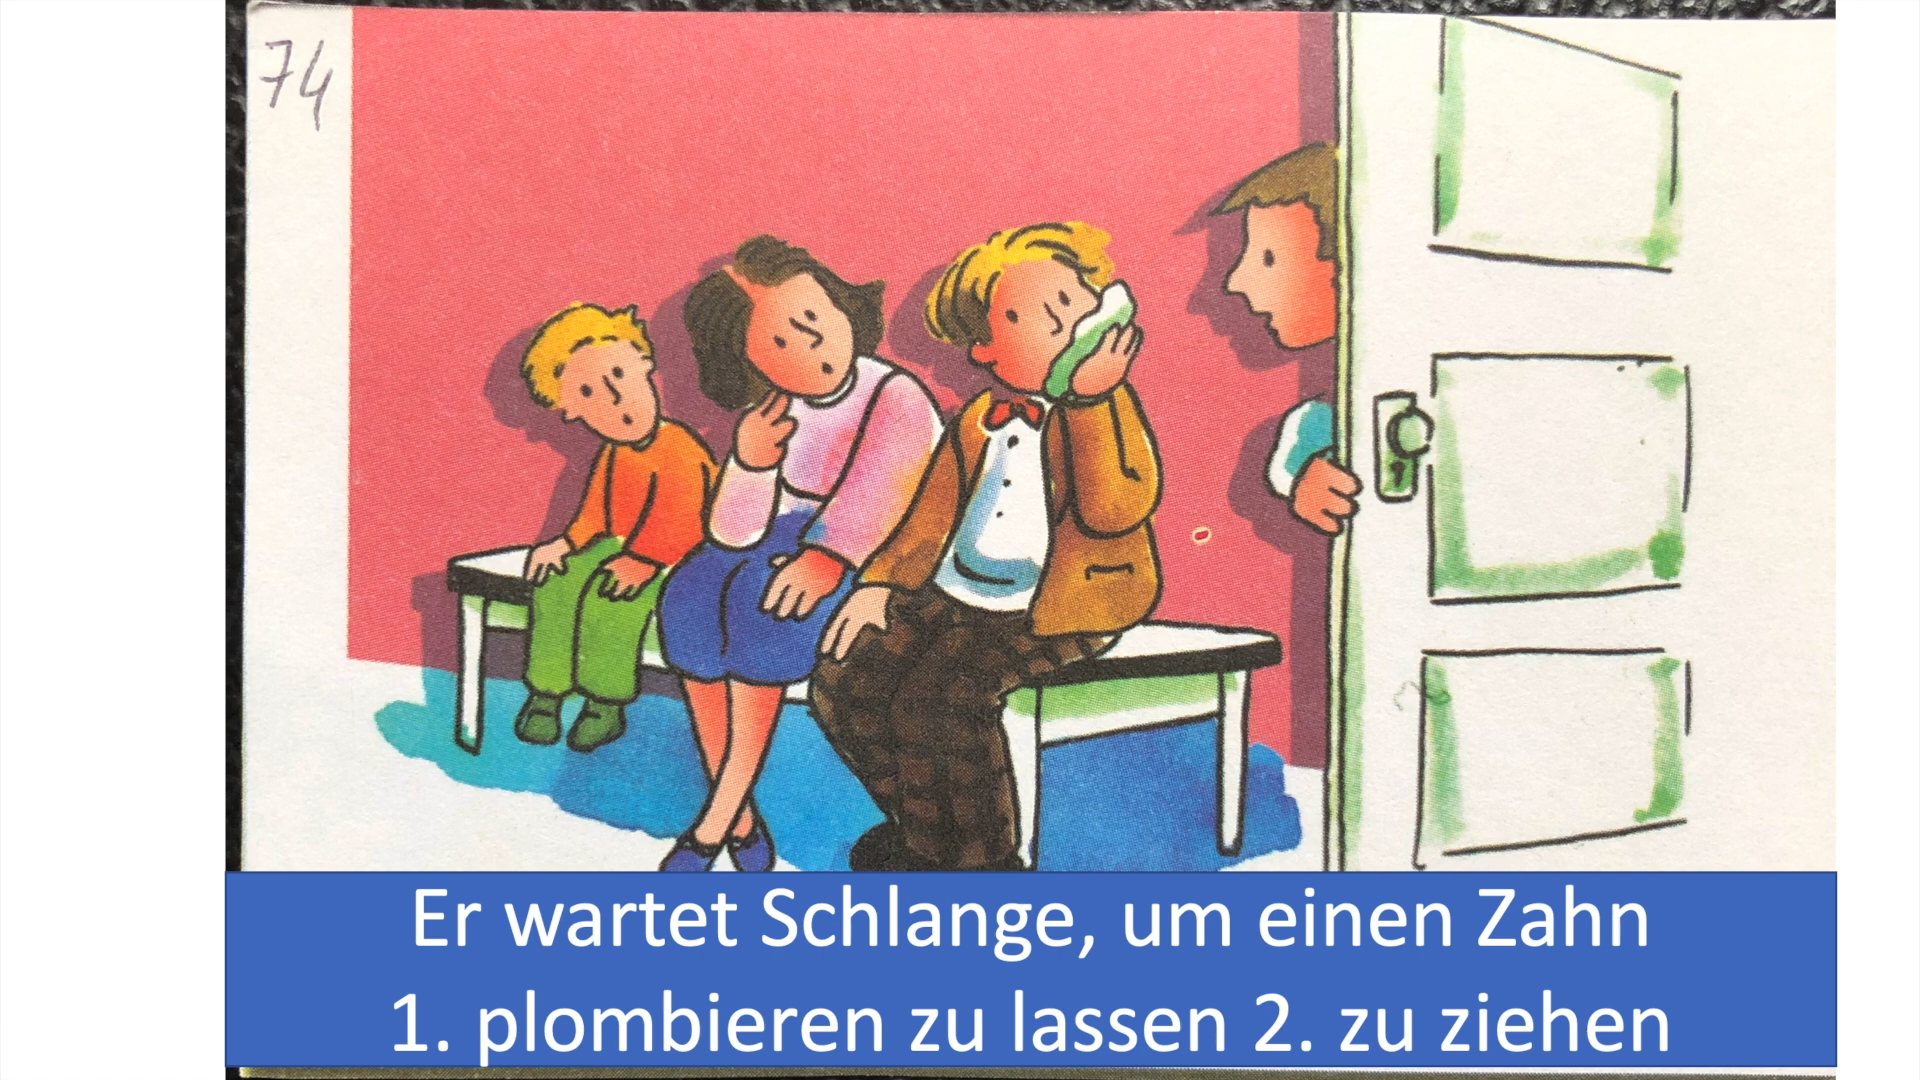 74
Er wartet Schlange, um einen Zahn
1. plombieren zu lassen 2. zu ziehen